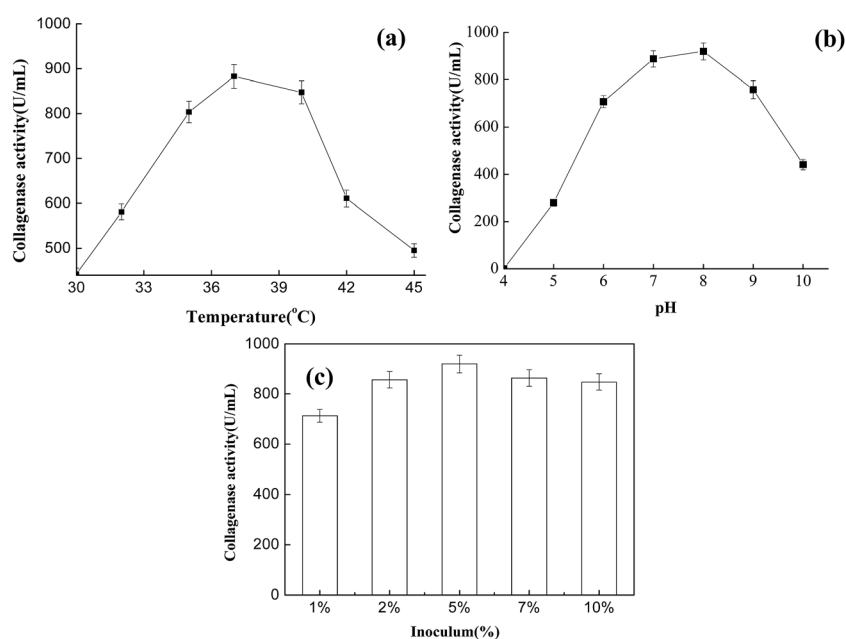 (a)
Collagenase activity(U/mL)
1000
900
800
700
600
500
30 33 36 39 42 45
Temperature(°C)
(b)
Collagenase activity(U/mL)
1000
800
600
400
200
0
4 5 6 7 8 9 10
pH
(c)
Collagenase activity(U/mL)
1000
800
600
400
200
0
1% 2% 5% 7% 10%
Inoculum(%)